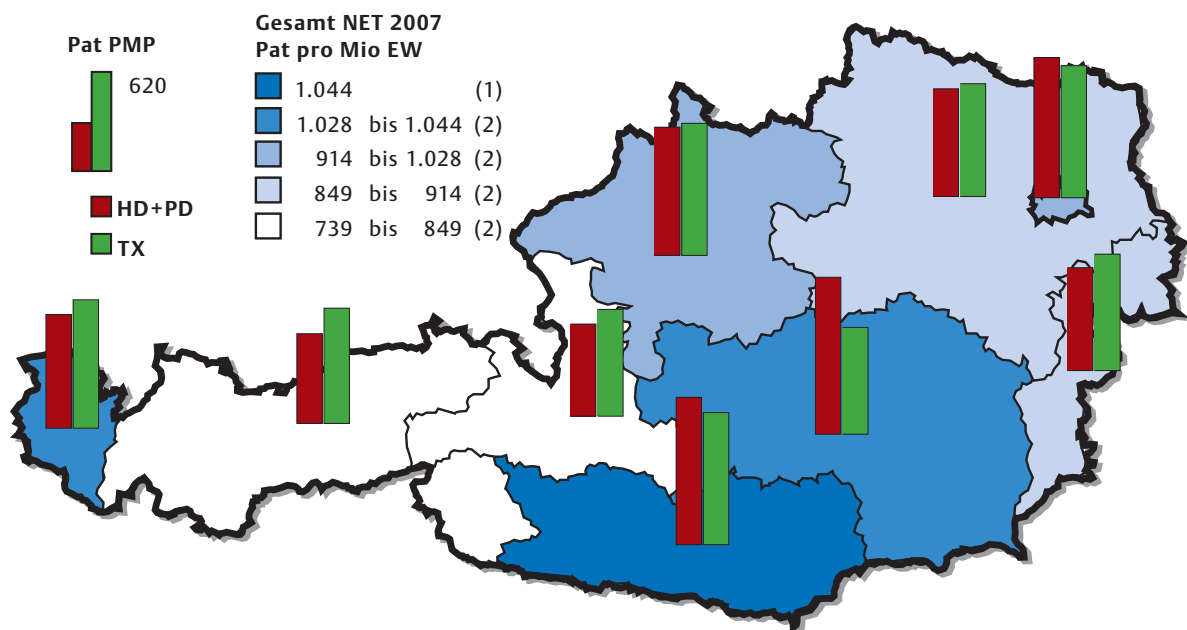 Pat PMP
620
HD+PD
TX
Gesamt NET 2007
Pat pro Mio EW
1.044 (1)
1.028 bis 1.044 (2)
914 bis 1.028 (2)
849 bis 914 (2)
739 bis 849 (2)